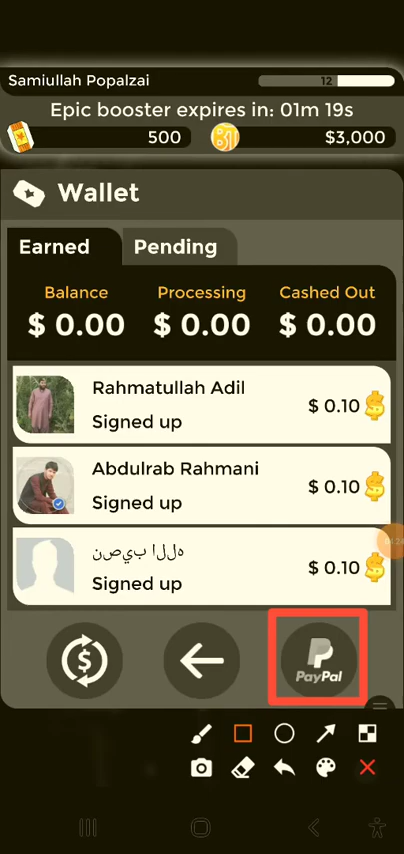 Samiullah Popalzai
12
Epic booster expires in: 01m 19s
500
$3,000
Wallet
Earned
Pending
Balance
Processing
Cashed Out
$ 0.00
$ 0.00
$ 0.00
Rahmatullah Adil
Signed up
$ 0.10
Abdulrab Rahmani
Signed up
$ 0.10
نصيب الله
Signed up
$ 0.10
PayPal